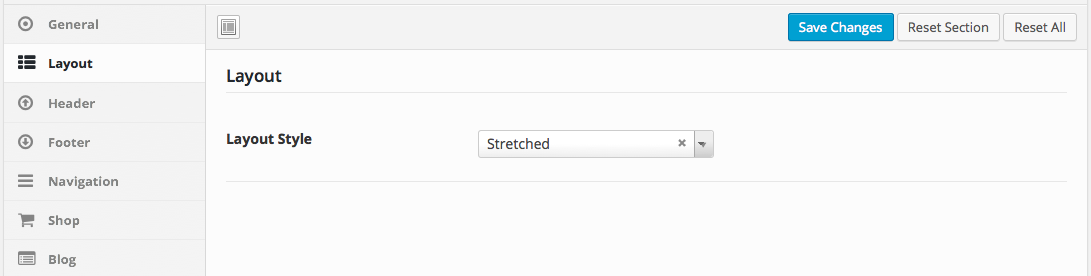 General
Layout
Header
Footer
Navigation
Shop
Blog
Save Changes
Reset Section
Reset All
Layout
Layout Style
Stretched